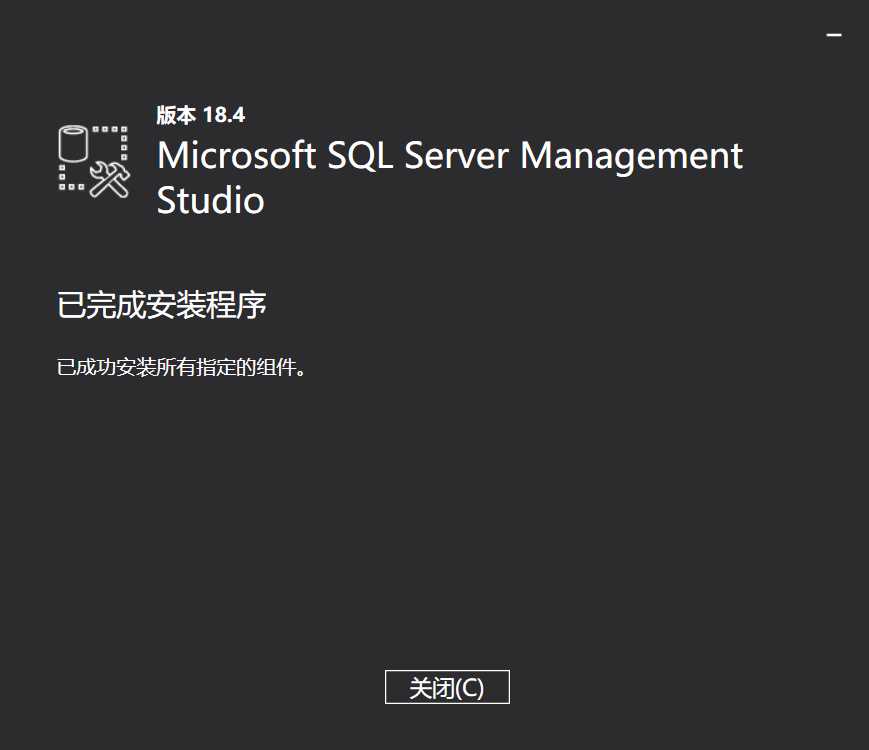 版本 18.4
Microsoft SQL Server Management
Studio
已完成安装程序
已成功安装所有指定的组件。
关闭(C)